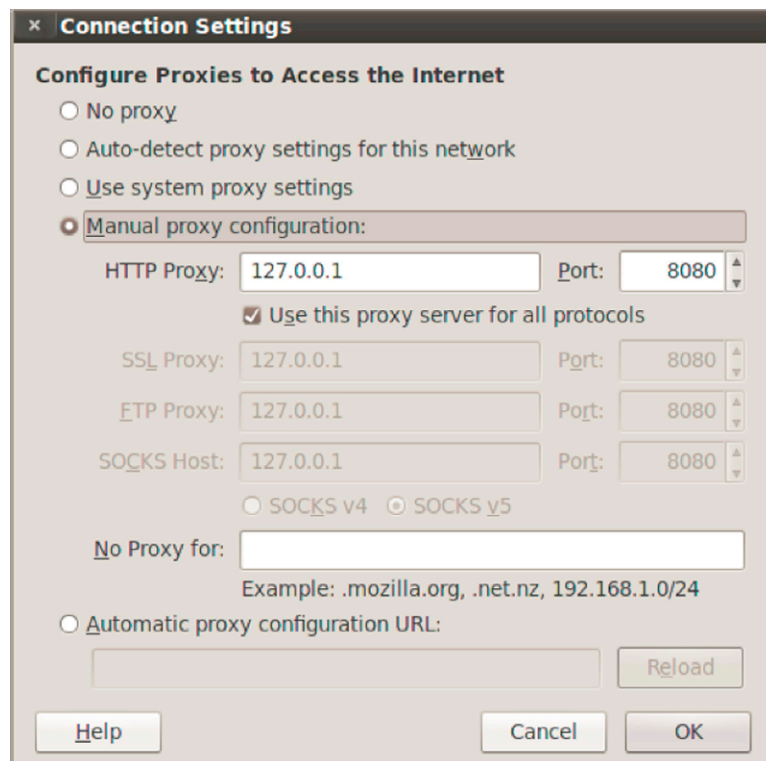 × Connection Settings
Configure Proxies to Access the Internet
No proxy
Auto-detect proxy settings for this network
Use system proxy settings
Manual proxy configuration:
HTTP Proxy: 127.0.0.1 Port: 8080
Use this proxy server for all protocols
SSL Proxy: 127.0.0.1 Port: 8080
FTP Proxy: 127.0.0.1 Port: 8080
SOCKS Host: 127.0.0.1 Port: 8080
SOCKS v4 SOCKS v5
No Proxy for:
Example: .mozilla.org, .net.nz, 192.168.1.0/24
Automatic proxy configuration URL:
Reload
Help Cancel OK